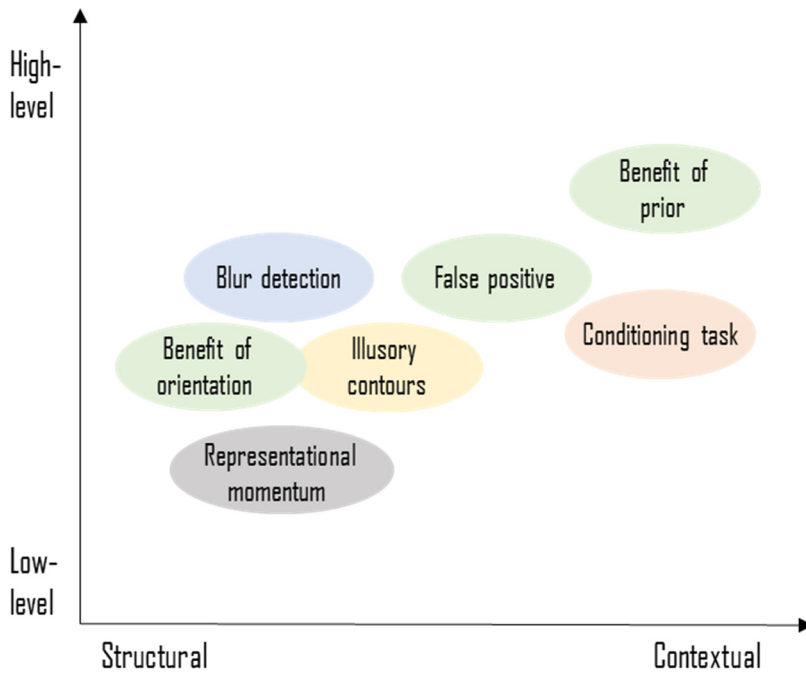 High-
level
Benefit of
prior
Blur detection
False positive
Conditioning task
Benefit of
orientation
Illusory
contours
Representational
momentum
Low-
level
Structural
Contextual